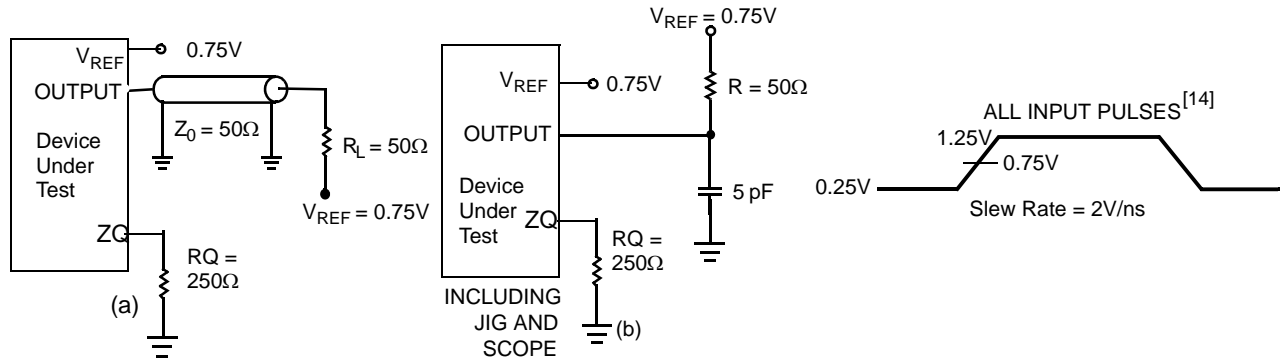 V_REF
0.75V
OUTPUT
Z_0 = 50Ω
Device
Under
Test
R_L = 50Ω
V_REF = 0.75V
ZQ
RQ =
250Ω
(a)
V_REF = 0.75V
V_REF
0.75V
R = 50Ω
OUTPUT
5 pF
Device
Under
Test
ZQ
RQ =
250Ω
INCLUDING
JIG AND
SCOPE
(b)
ALL INPUT PULSES[14]
1.25V
0.75V
0.25V
Slew Rate = 2V/ns